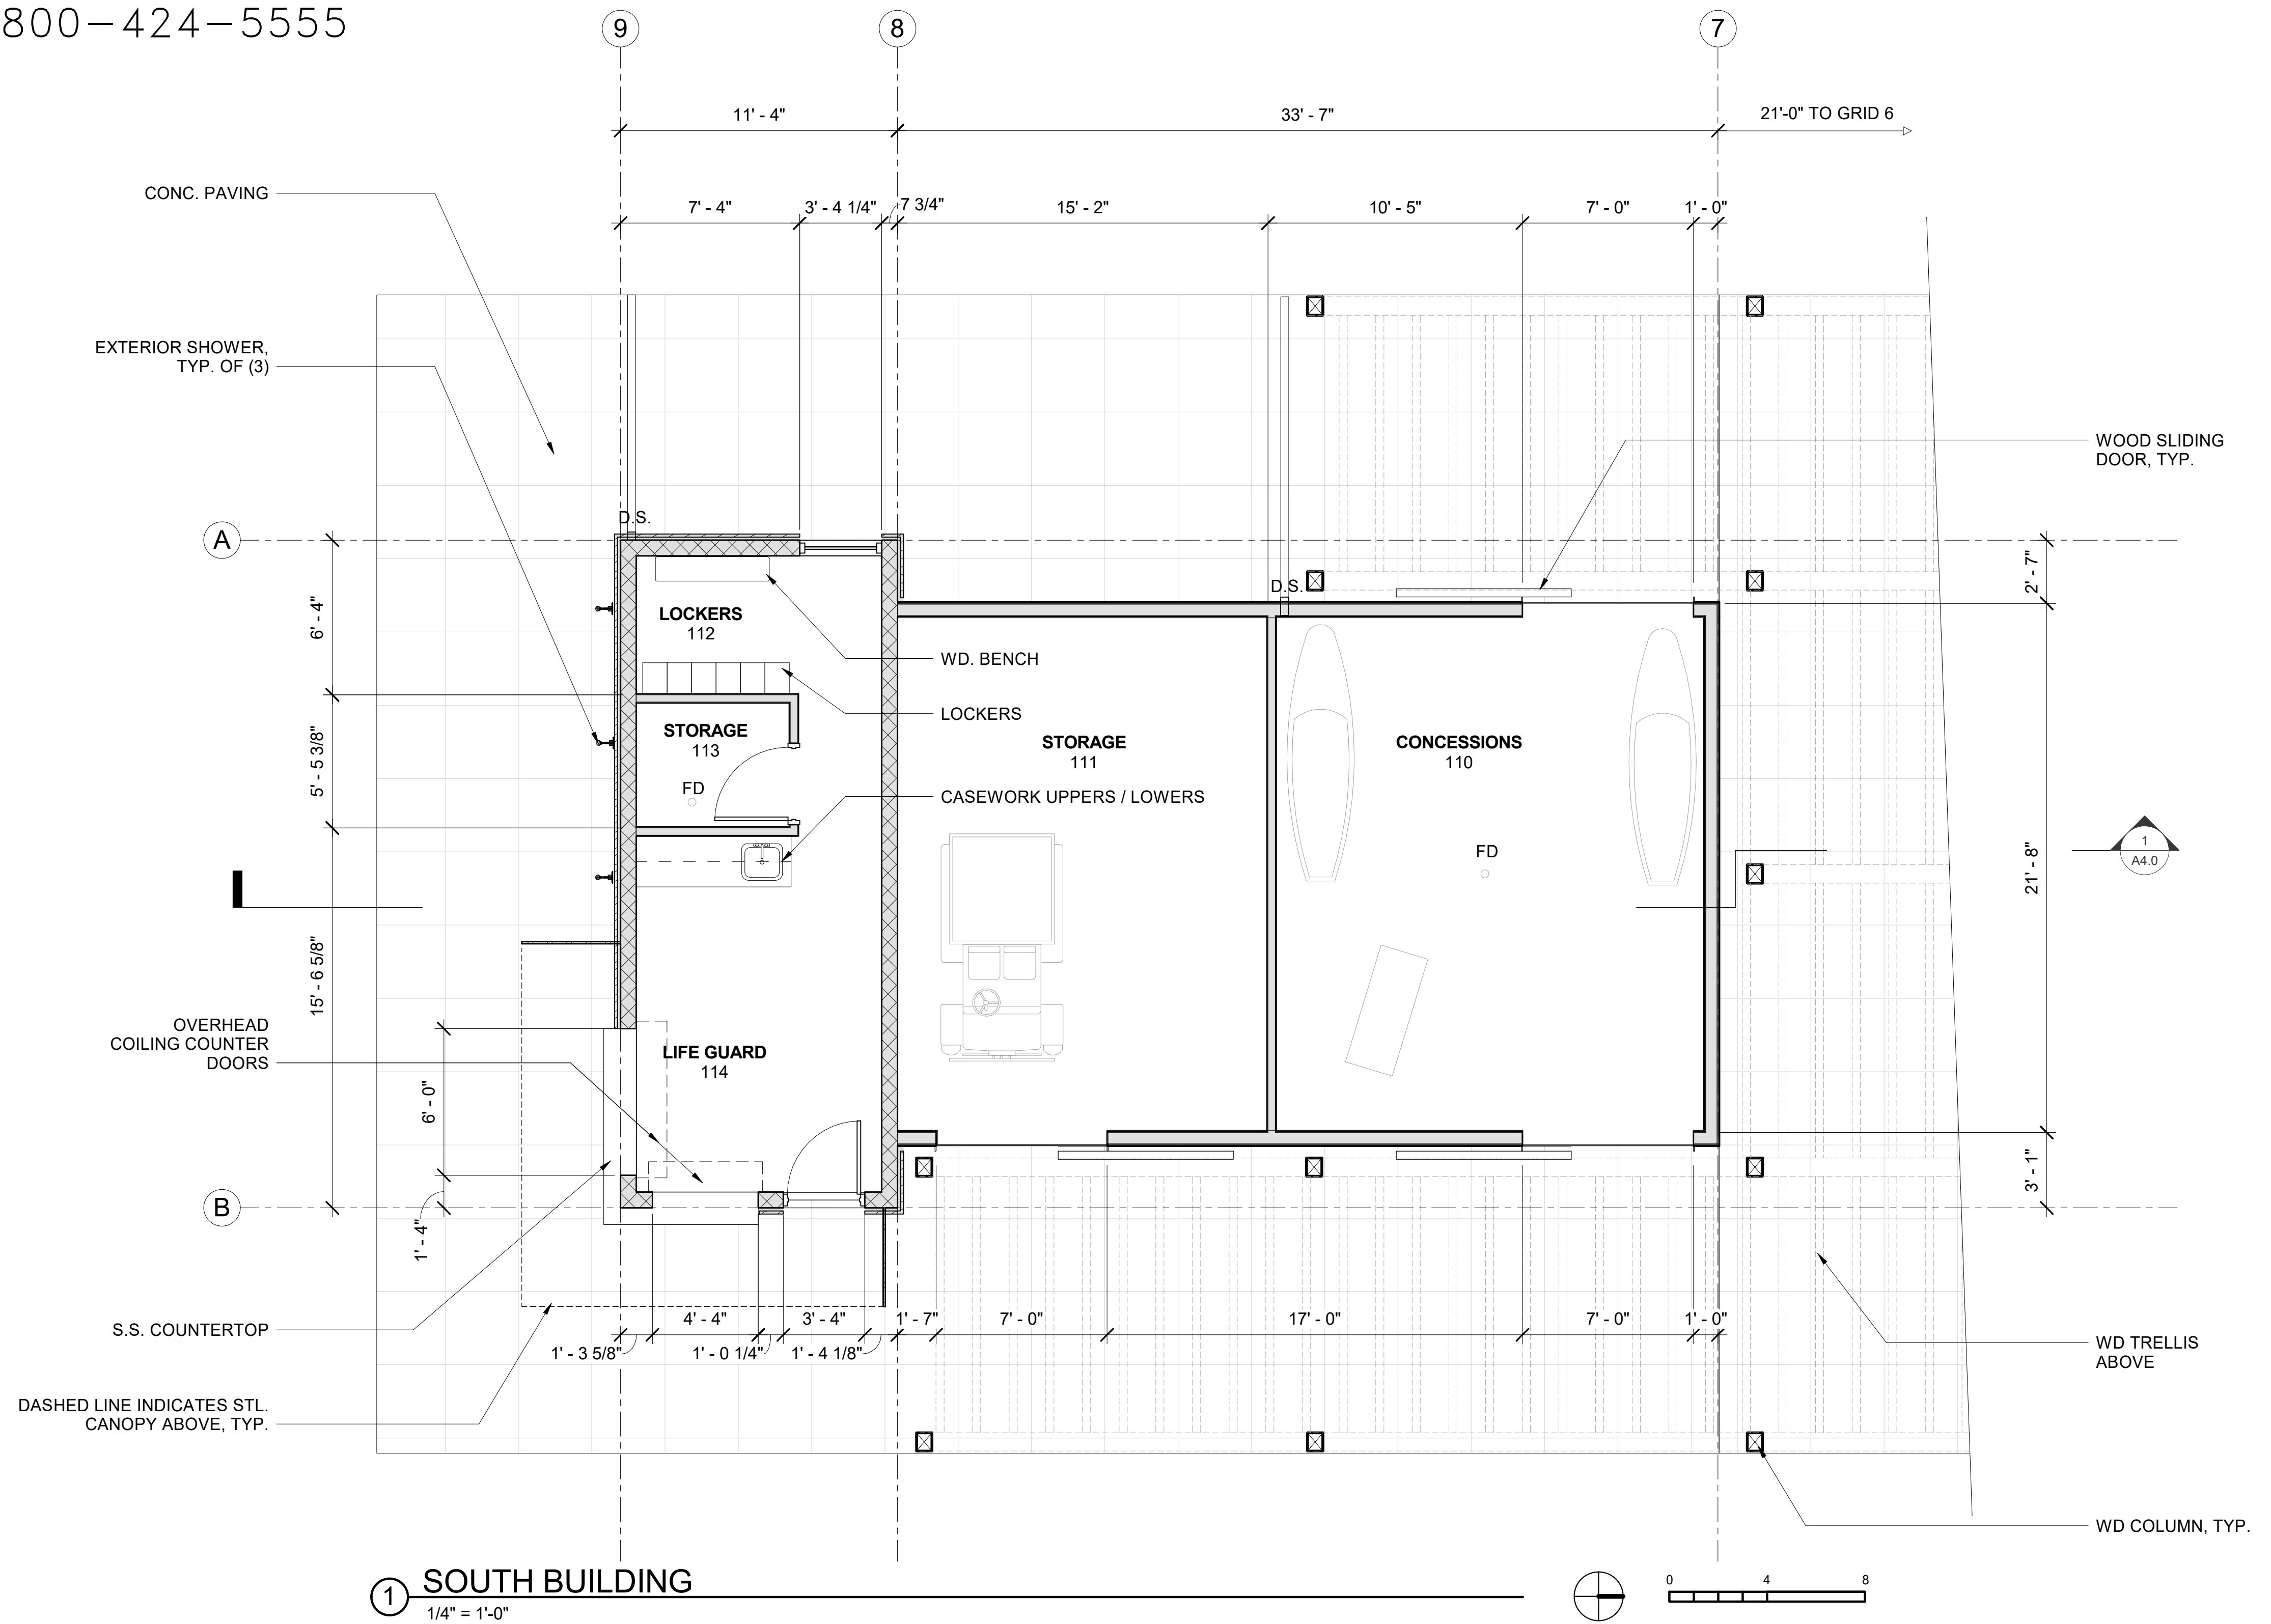 800-424-5555
9
8
7
11' - 4"
33' - 7"
21'-0" TO GRID 6
CONC. PAVING
7' - 4"
3' - 4 1/4"
7 3/4"
15' - 2"
10' - 5"
7' - 0"
1' - 0"
EXTERIOR SHOWER,
TYP. OF (3)
WOOD SLIDING
DOOR, TYP.
D.S.
A
D.S.
2' - 7"
6' - 4"
LOCKERS
112
WD. BENCH
LOCKERS
STORAGE
113
FD
5' - 5 3/8"
STORAGE
111
CONCESSIONS
110
CASEWORK UPPERS / LOWERS
FD
1
A4.0
21' - 8"
15' - 6 5/8"
OVERHEAD
COILING COUNTER
DOORS
LIFE GUARD
114
6' - 0"
B
1' - 4"
3' - 1"
S.S. COUNTERTOP
4' - 4"
3' - 4"
1' - 7"
7' - 0"
17' - 0"
7' - 0"
1' - 0"
1' - 3 5/8"
1' - 0 1/4"
1' - 4 1/8"
WD TRELLIS
ABOVE
DASHED LINE INDICATES STL.
CANOPY ABOVE, TYP.
WD COLUMN, TYP.
1
SOUTH BUILDING
1/4" = 1'-0"
0
4
8